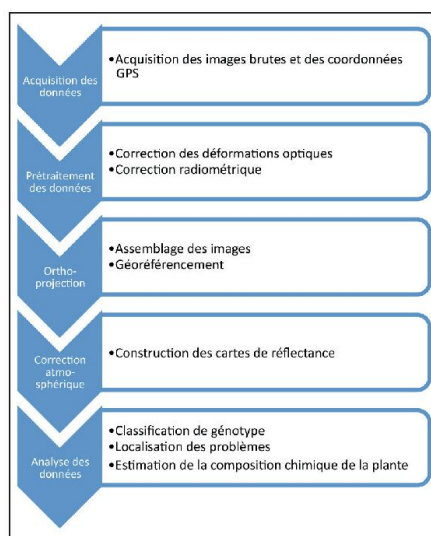 Acquisition des
données
•Acquisition des images brutes et des coordonnées
GPS
Prétraitement
des données
•Correction des déformations optiques
•Correction radiométrique
Ortho-
projection
•Assemblage des images
•Géoréférencement
Correction
atmo-
sphérique
•Construction des cartes de réflectance
Analyse des
données
•Classification de génotype
•Localisation des problèmes
•Estimation de la composition chimique de la plante